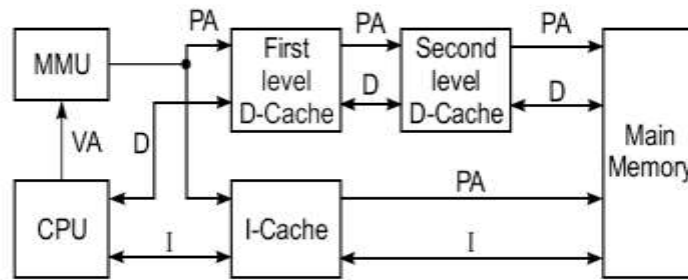 PA
PA
PA
MMU
First
level
D-Cache
Second
level
D-Cache
D
D
VA
D
Main
Memory
CPU
I-Cache
PA
I
I